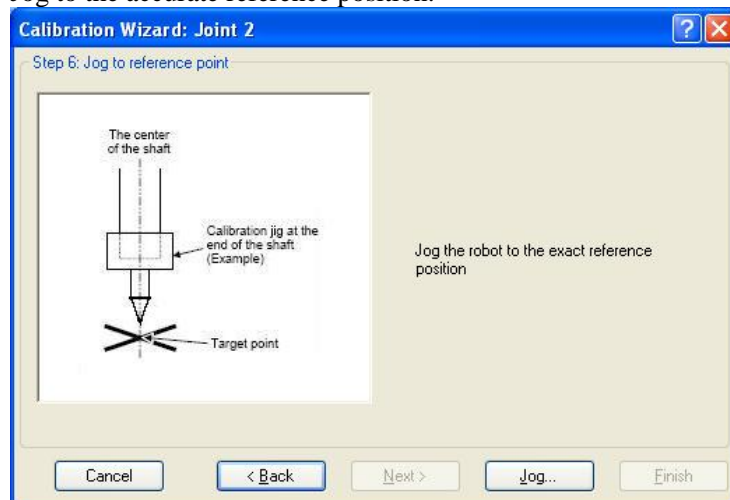 Jog to the accurate reference position.
Calibration Wizard: Joint 2
Step 6: Jog to reference point
The center
of the shaft
Calibration jig at the
end of the shaft
(Example)
Target point
Jog the robot to the exact reference
position
Cancel
< Back
Next >
Jog...
Finish